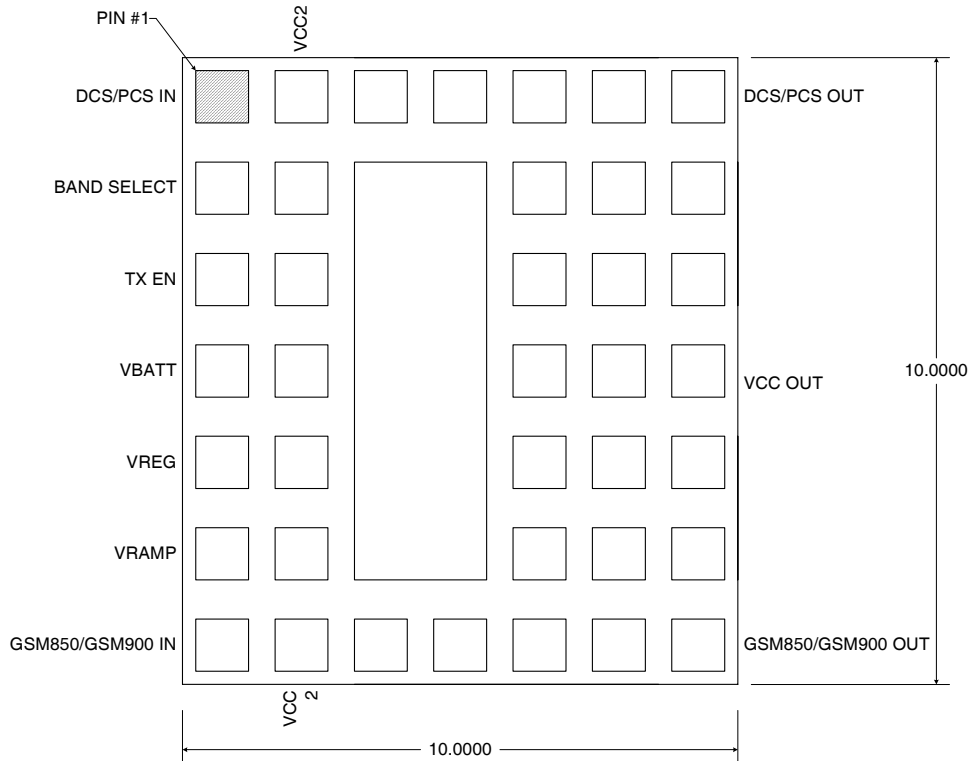 PIN #1
VCC2
DCS/PCS IN
DCS/PCS OUT
BAND SELECT
TX EN
VBATT
10.0000
VCC OUT
VREG
VRAMP
GSM850/GSM900 IN
GSM850/GSM900 OUT
VCC
2
10.0000